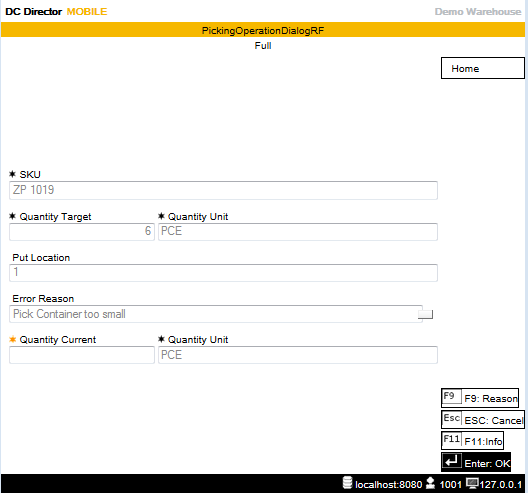 DC Director MOBILE Demo Warehouse
PickingOperationDialogRF
Full
Home
* SKU
ZP 1019
* Quantity Target * Quantity Unit
6 PCE
Put Location
1
Error Reason
Pick Container too small
* Quantity Current * Quantity Unit
PCE
F9 F9: Reason
Esc ESC: Cancel
F11 F11:Info
Enter: OK
localhost:8080 1001 127.0.0.1